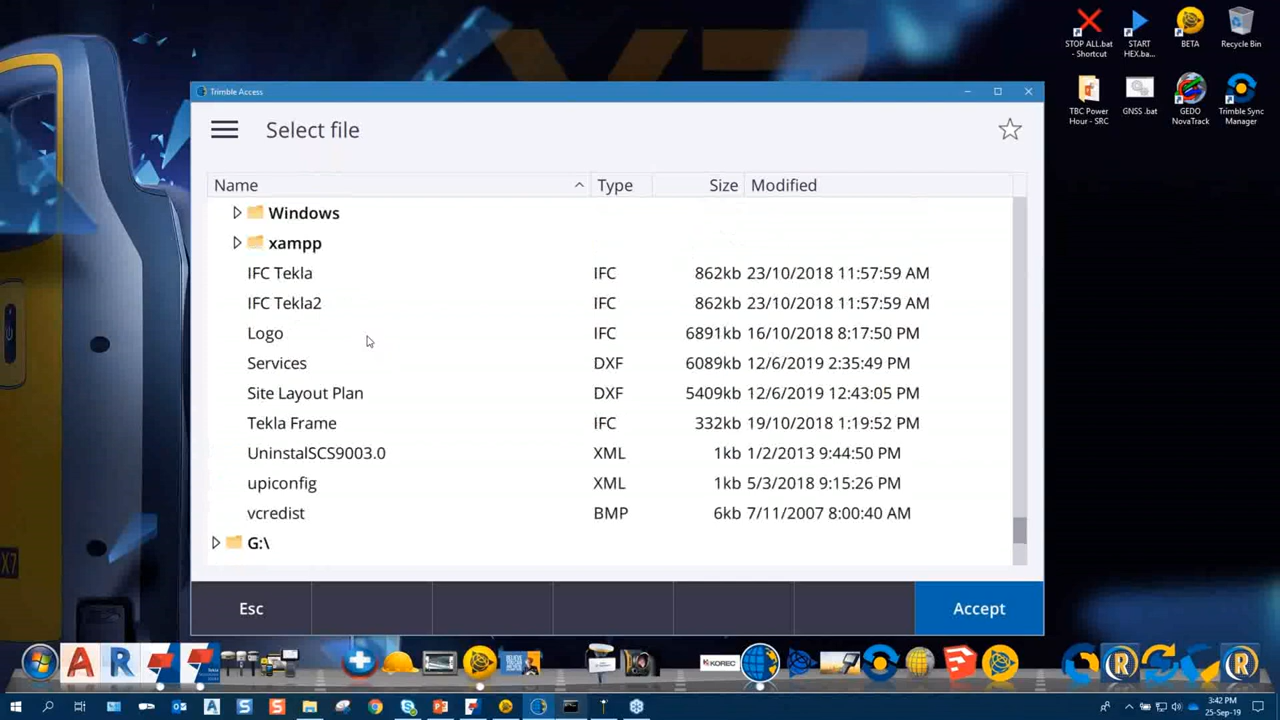 STOP ALL.bat - Shortcut
START HEX.ba...
BETA
Recycle Bin
Trimble Access
Select file
TBC Power Hour - SRC
GNSS .bat
GEDO NovaTrack
Trimble Sync Manager
Name Type Size Modified
Windows
xampp
IFC Tekla IFC 862kb 23/10/2018 11:57:59 AM
IFC Tekla2 IFC 862kb 23/10/2018 11:57:59 AM
Logo IFC 6891kb 16/10/2018 8:17:50 PM
Services DXF 6089kb 12/6/2019 2:35:49 PM
Site Layout Plan DXF 5409kb 12/6/2019 12:43:05 PM
Tekla Frame IFC 332kb 19/10/2018 1:19:52 PM
UninstalSCS9003.0 XML 1kb 1/2/2013 9:44:50 PM
upiconfig XML 1kb 5/3/2018 9:15:26 PM
vcredist BMP 6kb 7/11/2007 8:00:40 AM
G:\
X7
Esc Accept
KOREC
3:42 PM
25-Sep-19